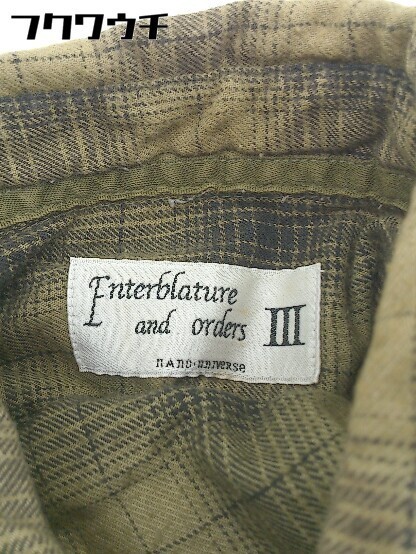 フクワウチ
Enterblature
and orders III
nano·universe